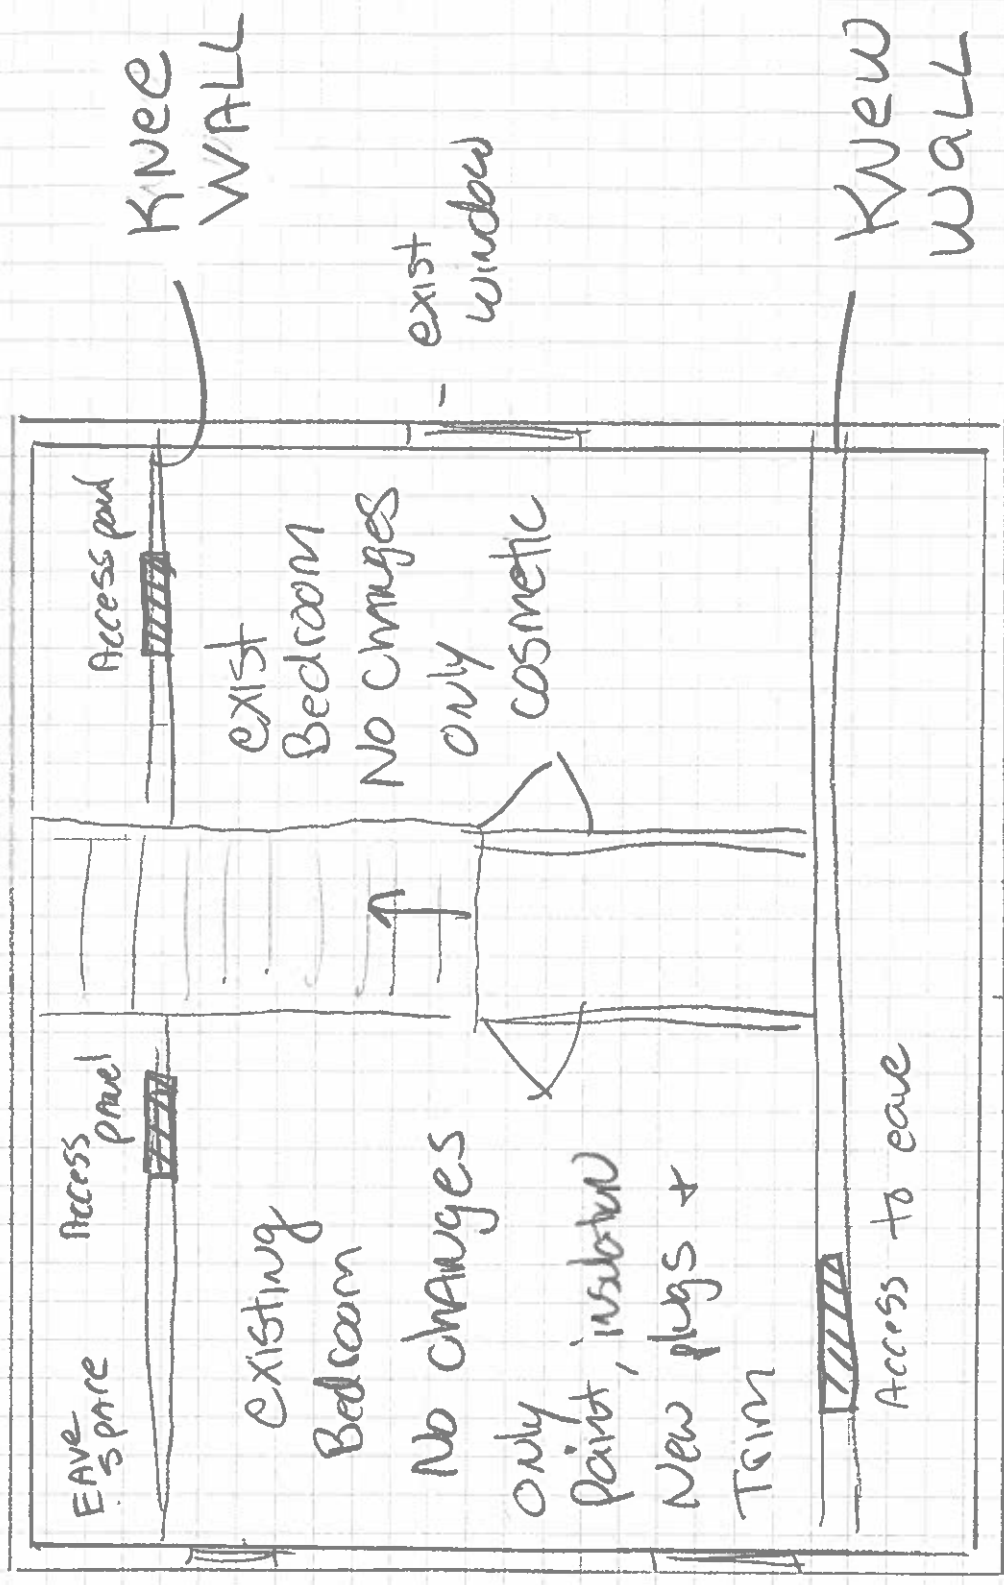 EAVE
SPACE
Access
panel
Access panl
KNEE
WALL
existing
Bedroom
No changes
only
Paint, insulation
New plugs +
Trim
exist
Bedroom
No Changes
only
cosmetic
- exist
window
Access to eave
KNEW
WALL